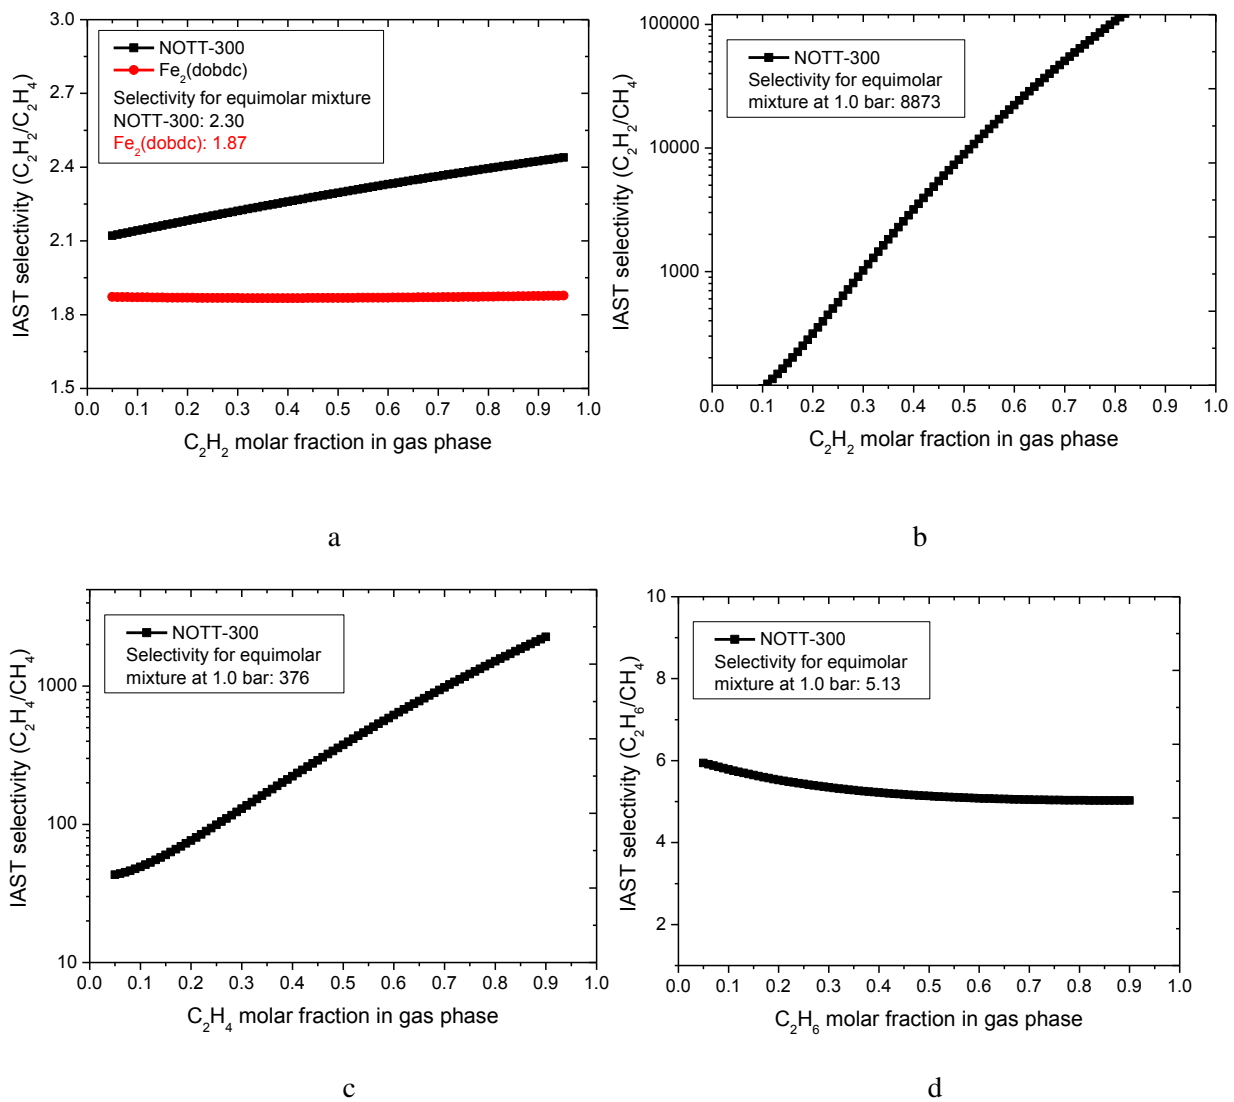 3.0
2.7
2.4
2.1
1.8
1.5
IAST selectivity (C₂H₂/C₂H₄)
NOTT-300
Fe₂(dobdc)
Selectivity for equimolar mixture
NOTT-300: 2.30
Fe₂(dobdc): 1.87
0.0 0.1 0.2 0.3 0.4 0.5 0.6 0.7 0.8 0.9 1.0
C₂H₂ molar fraction in gas phase
a
100000
10000
1000
IAST selectivity (C₂H₂/CH₄)
NOTT-300
Selectivity for equimolar
mixture at 1.0 bar: 8873
0.0 0.1 0.2 0.3 0.4 0.5 0.6 0.7 0.8 0.9 1.0
C₂H₂ molar fraction in gas phase
b
1000
100
10
IAST selectivity (C₂H₄/CH₄)
NOTT-300
Selectivity for equimolar
mixture at 1.0 bar: 376
0.0 0.1 0.2 0.3 0.4 0.5 0.6 0.7 0.8 0.9 1.0
C₂H₄ molar fraction in gas phase
c
10
8
6
4
2
IAST selectivity (C₂H₆/CH₄)
NOTT-300
Selectivity for equimolar
mixture at 1.0 bar: 5.13
0.0 0.1 0.2 0.3 0.4 0.5 0.6 0.7 0.8 0.9 1.0
C₂H₆ molar fraction in gas phase
d